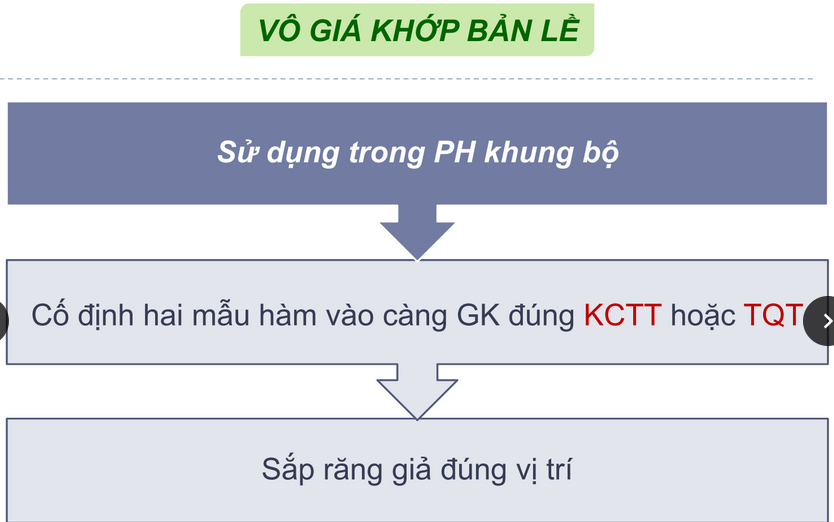 VÔ GIÁ KHỚP BẢN LỀ
Sử dụng trong PH khung bộ
Cố định hai mẫu hàm vào càng GK đúng KCTT hoặc TQT
Sắp răng giả đúng vị trí